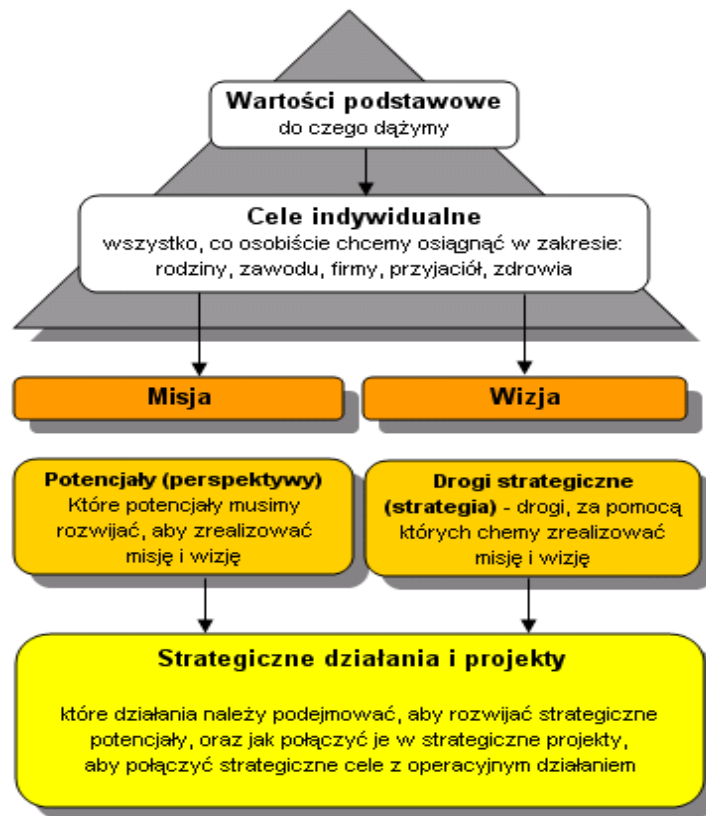 Wartości podstawowe
do czego dążymy
Cele indywidualne
wszystko, co osobiście chcemy osiągnąć w zakresie:
rodziny, zawodu, firmy, przyjaciół, zdrowia
Misja
Wizja
Potencjały (perspektywy)
Które potencjały musimy
rozwijać, aby zrealizować
misję i wizję
Drogi strategiczne
(strategia) - drogi, za pomocą
których chemy zrealizować
misję i wizję
Strategiczne działania i projekty
które działania należy podejmować, aby rozwijać strategiczne
potencjały, oraz jak połączyć je w strategiczne projekty,
aby połączyć strategiczne cele z operacyjnym działaniem